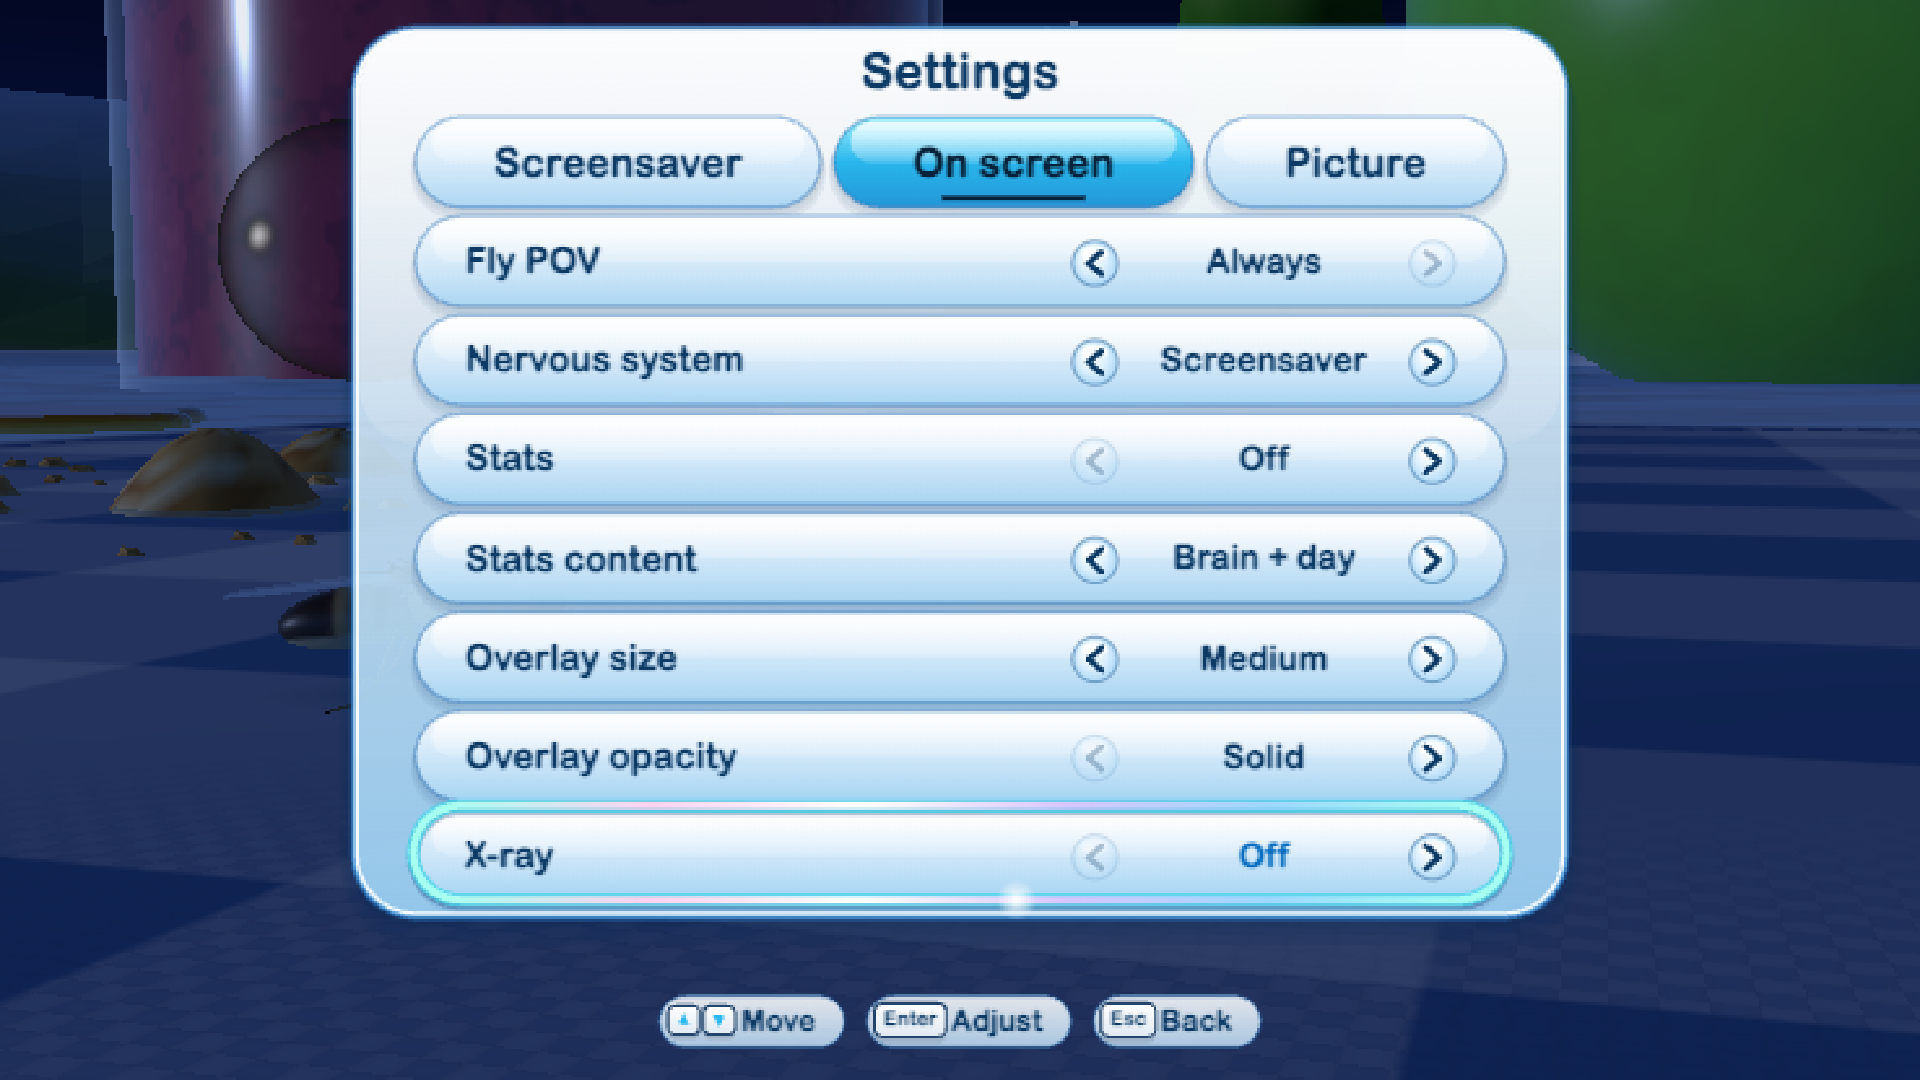 Settings
Screensaver On screen Picture
Fly POV Always
Nervous system Screensaver
Stats Off
Stats content Brain + day
Overlay size Medium
Overlay opacity Solid
X-ray Off
Move Enter Adjust Esc Back